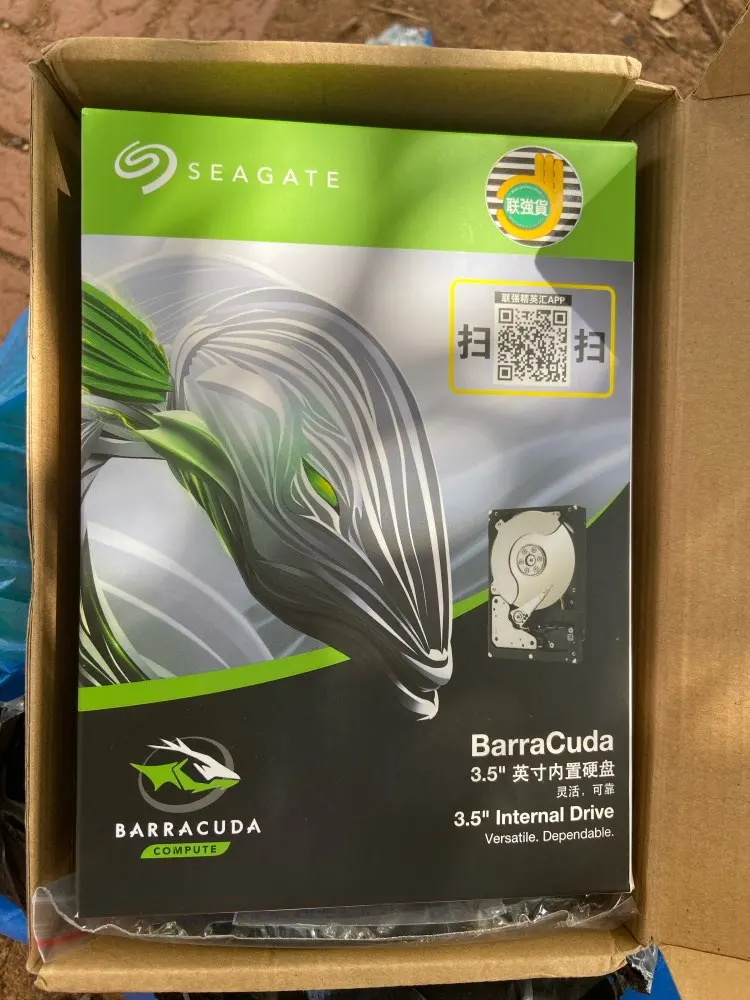 SEAGATE
联強貨
联强精英汇APP
扫 扫
BarraCuda
3.5" 英寸内置硬盘
灵活,可靠
3.5" Internal Drive
Versatile. Dependable.
BARRACUDA
COMPUTE